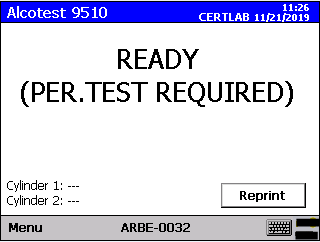 Alcotest 9510
11:26
CERTLAB 11/21/2019
READY
(PER.TEST REQUIRED)
Cylinder 1: ---
Cylinder 2: ---
Reprint
Menu
ARBE-0032